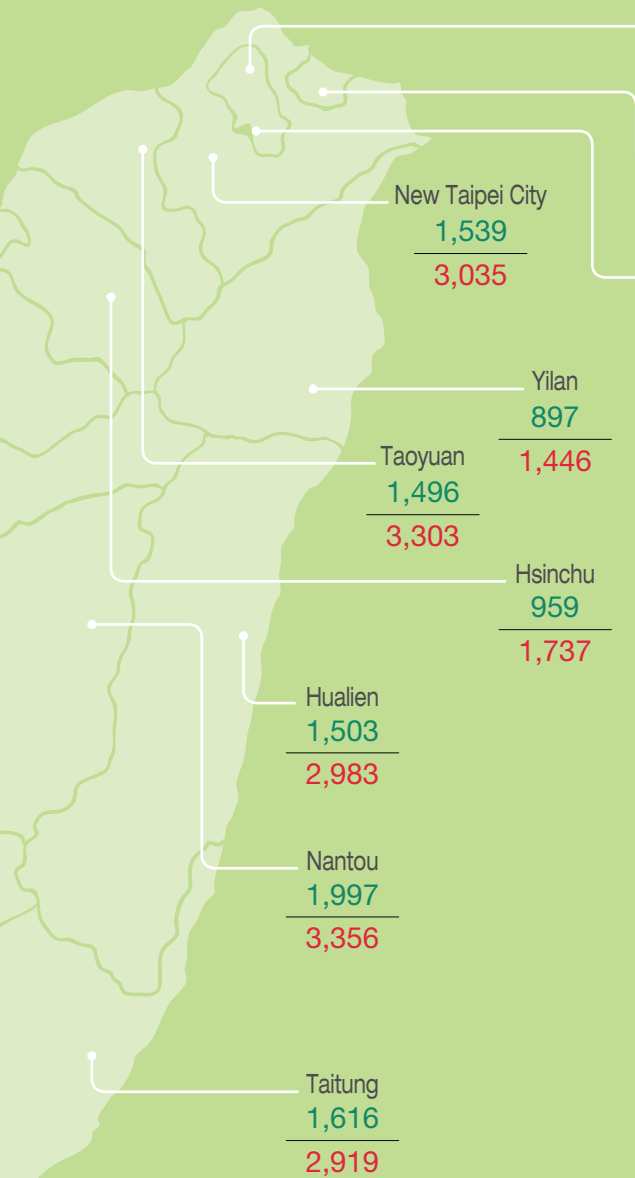 New Taipei City
1,539
3,035
Yilan
897
1,446
Taoyuan
1,496
3,303
Hsinchu
959
1,737
Hualien
1,503
2,983
Nantou
1,997
3,356
Taitung
1,616
2,919